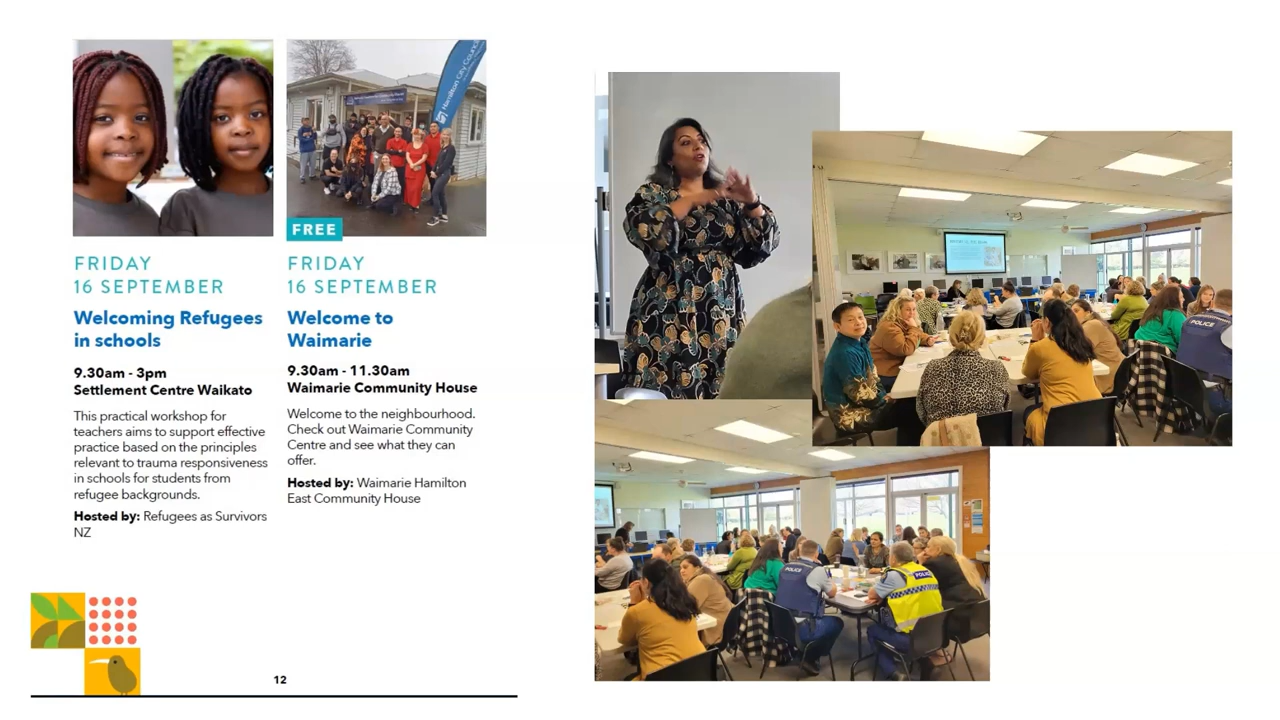 Hamilton City Council
FREE
FRIDAY
16 SEPTEMBER
Welcoming Refugees
in schools
9.30am - 3pm
Settlement Centre Waikato
This practical workshop for
teachers aims to support effective
practice based on the principles
relevant to trauma responsiveness
in schools for students from
refugee backgrounds.
Hosted by: Refugees as Survivors
NZ
FRIDAY
16 SEPTEMBER
Welcome to
Waimarie
9.30am - 11.30am
Waimarie Community House
Welcome to the neighbourhood.
Check out Waimarie Community
Centre and see what they can
offer.
Hosted by: Waimarie Hamilton
East Community House
12
POLICE
POLICE
POLICE